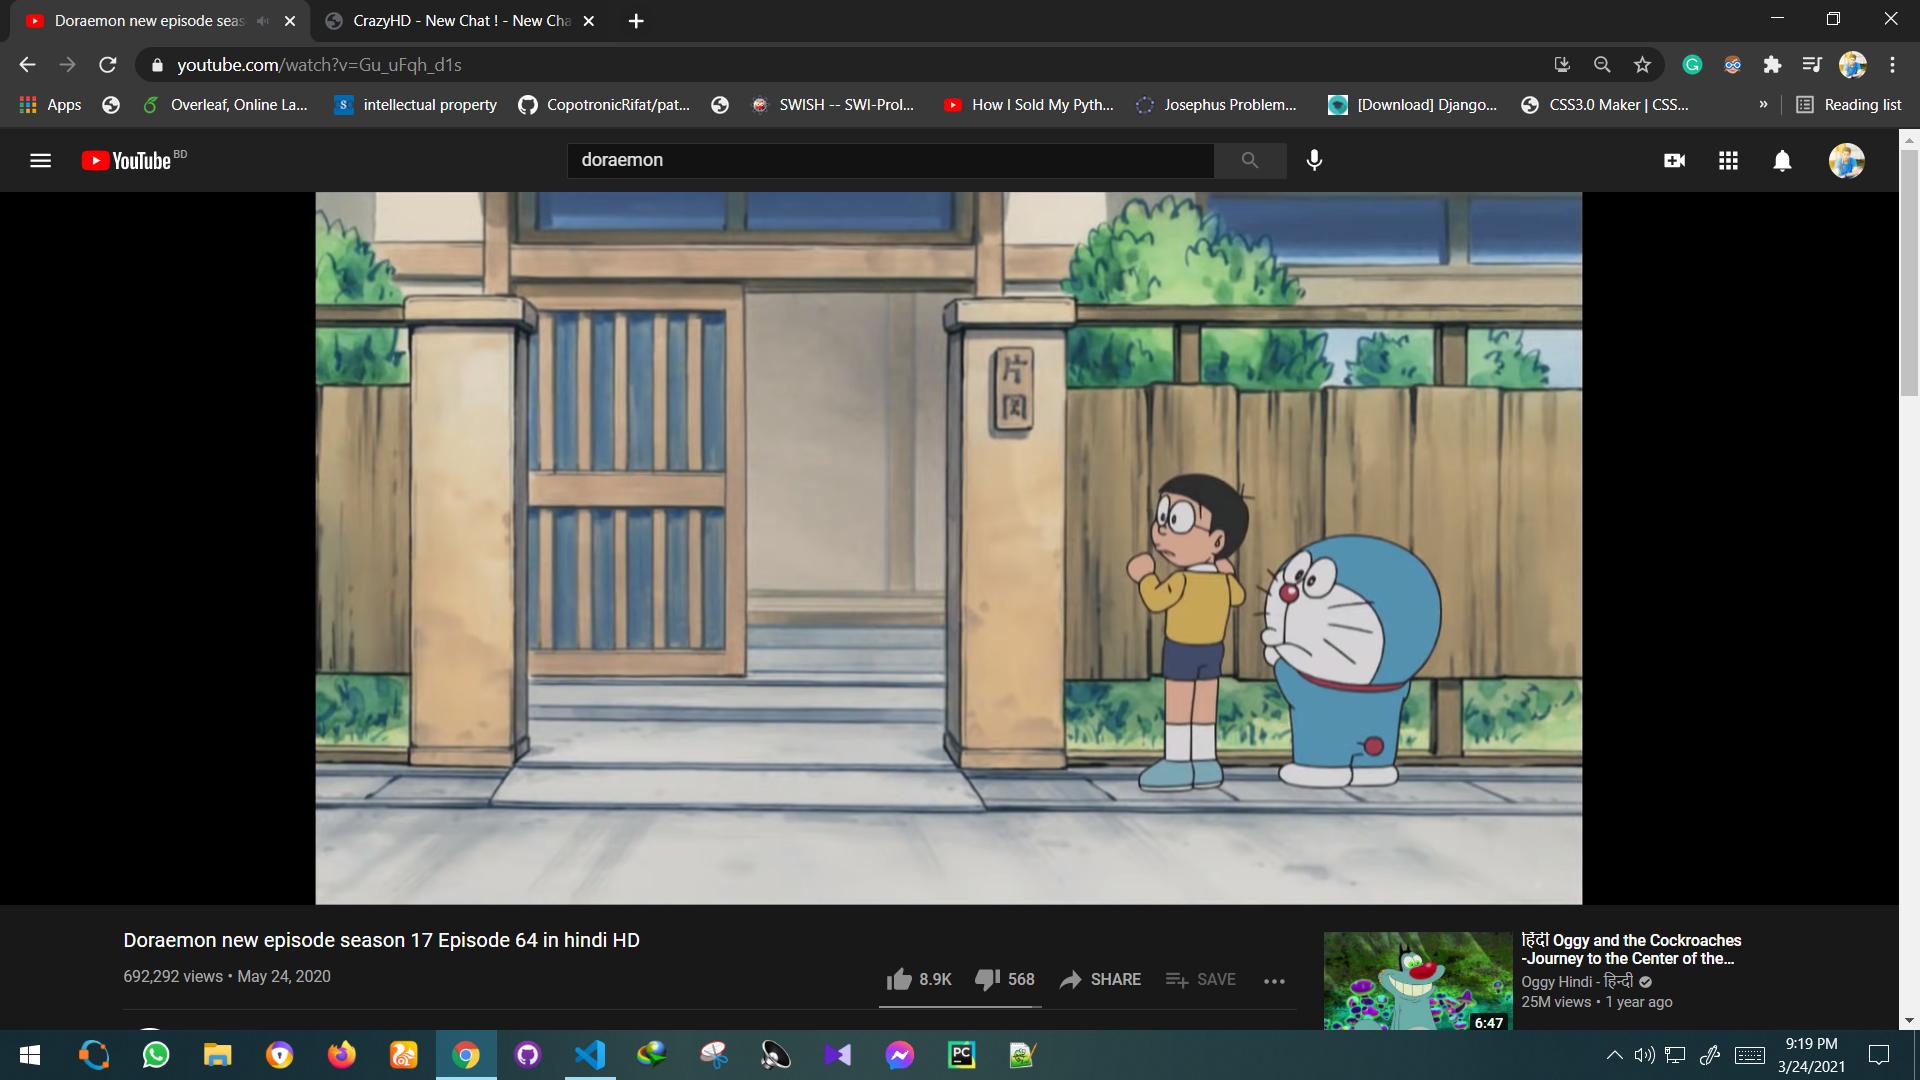 Doraemon new episode seas
CrazyHD - New Chat ! - New Cha
youtube.com/watch?v=Gu_uFqh_d1s
Apps
Overleaf, Online La...
intellectual property
CopotronicRifat/pat...
SWISH -- SWI-Prol...
How I Sold My Pyth...
Josephus Problem...
[Download] Django...
CSS3.0 Maker | CSS...
»
Reading list
YouTube BD
doraemon
片
岡
Doraemon new episode season 17 Episode 64 in hindi HD
692,292 views • May 24, 2020
8.9K
568
SHARE
SAVE
हिंदी Oggy and the Cockroaches
-Journey to the Center of the...
Oggy Hindi - हिन्दी
25M views • 1 year ago
6:47
PC
9:19 PM
3/24/2021